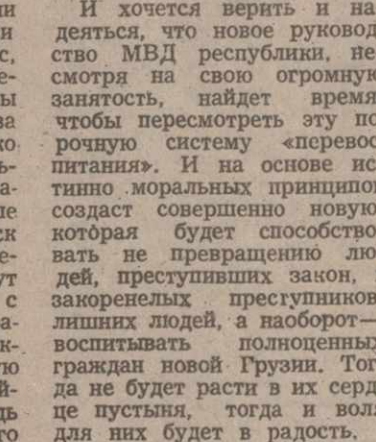 И хочется верить и на
деяться, что новое руковод
ство МВД республики, не
смотря на свою огромную
занятость, найдет время
чтобы пересмотреть эту по
рочную систему «перевос
питания». И на основе ис
тинно моральных принципо
создаст совершенно новую
которая будет способство
вать не превращению лю
дей, преступивших закон,
закоренелых преступников
лишних людей, а наоборот—
воспитывать полноценных
граждан новой Грузии. Тог
да не будет расти в их серд
це пустыня, тогда и вол
для них будет в радость.